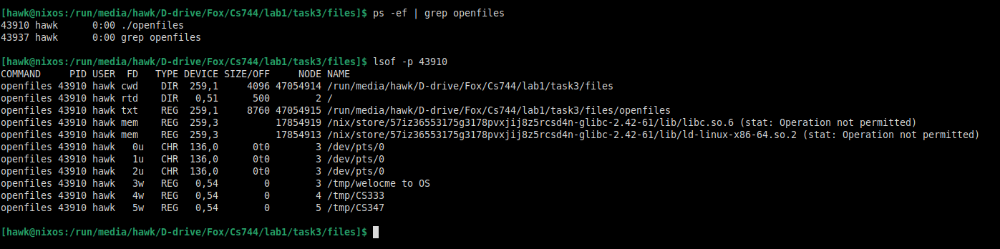 [hawk@nixos:/run/media/hawk/D-drive/Fox/Cs744/lab1/task3/files]$ ps -ef | grep openfiles
43910 hawk      0:00 ./openfiles
43937 hawk      0:00 grep openfiles
[hawk@nixos:/run/media/hawk/D-drive/Fox/Cs744/lab1/task3/files]$ lsof -p 43910
COMMAND     PID USER  FD   TYPE DEVICE SIZE/OFF     NODE NAME
openfiles 43910 hawk cwd    DIR  259,1     4096 47054914 /run/media/hawk/D-drive/Fox/Cs744/lab1/task3/files
openfiles 43910 hawk rtd    DIR   0,51      500        2 /
openfiles 43910 hawk txt    REG  259,1     8760 47054915 /run/media/hawk/D-drive/Fox/Cs744/lab1/task3/files/openfiles
openfiles 43910 hawk mem    REG  259,3          17854919 /nix/store/57iz36553175g3178pvxjij8z5rcsd4n-glibc-2.42-61/lib/libc.so.6 (stat: Operation not permitted)
openfiles 43910 hawk mem    REG  259,3          17854913 /nix/store/57iz36553175g3178pvxjij8z5rcsd4n-glibc-2.42-61/lib/ld-linux-x86-64.so.2 (stat: Operation not permitted)
openfiles 43910 hawk   0u   CHR  136,0      0t0        3 /dev/pts/0
openfiles 43910 hawk   1u   CHR  136,0      0t0        3 /dev/pts/0
openfiles 43910 hawk   2u   CHR  136,0      0t0        3 /dev/pts/0
openfiles 43910 hawk   3w   REG   0,54        0        3 /tmp/welocme to OS
openfiles 43910 hawk   4w   REG   0,54        0        4 /tmp/CS333
openfiles 43910 hawk   5w   REG   0,54        0        5 /tmp/CS347
[hawk@nixos:/run/media/hawk/D-drive/Fox/Cs744/lab1/task3/files]$